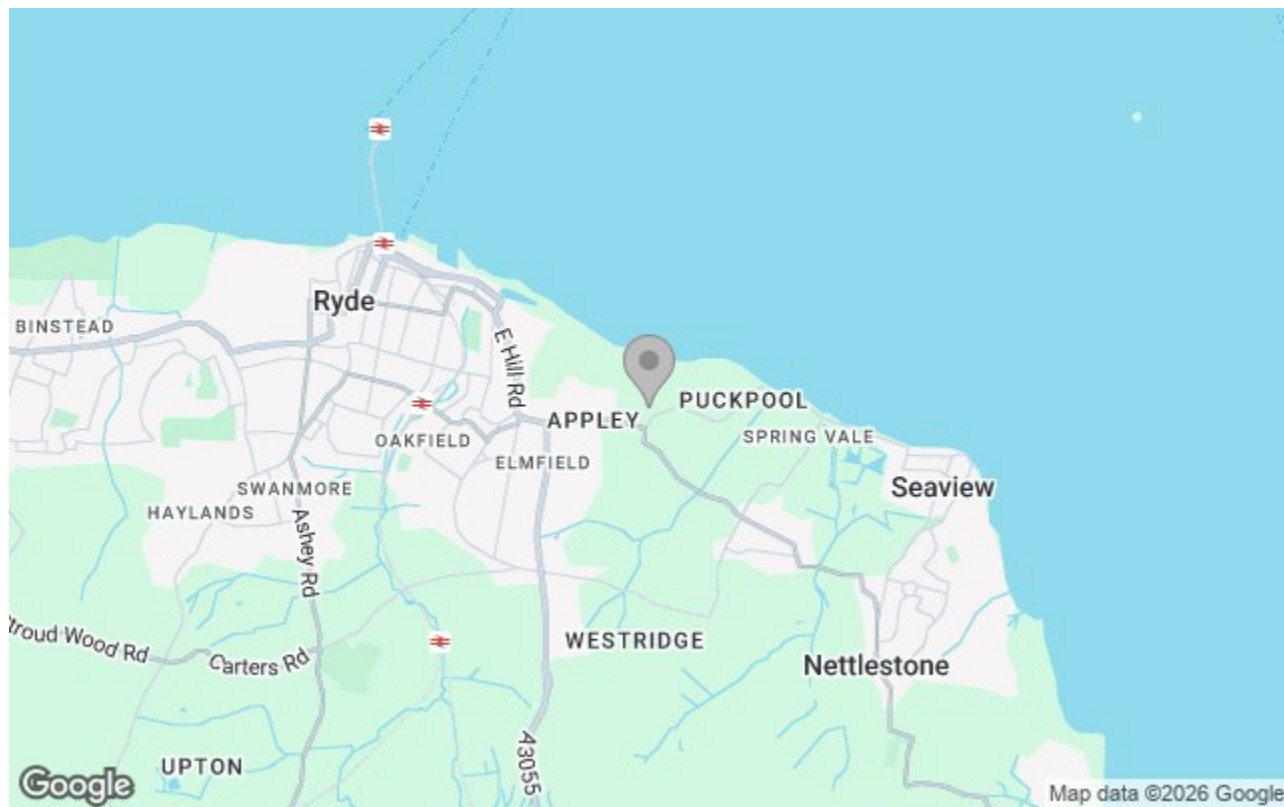 Ryde
BINSTEAD
E Hill Rd
APPLEY
PUCKPOOL
OAKFIELD
SPRING VALE
ELMFIELD
Seaview
SWANMORE
HAYLANDS
Ashey Rd
troud Wood Rd
Carters Rd
WESTRIDGE
Nettlestone
A3055
UPTON
Google
Map data ©2026 Google